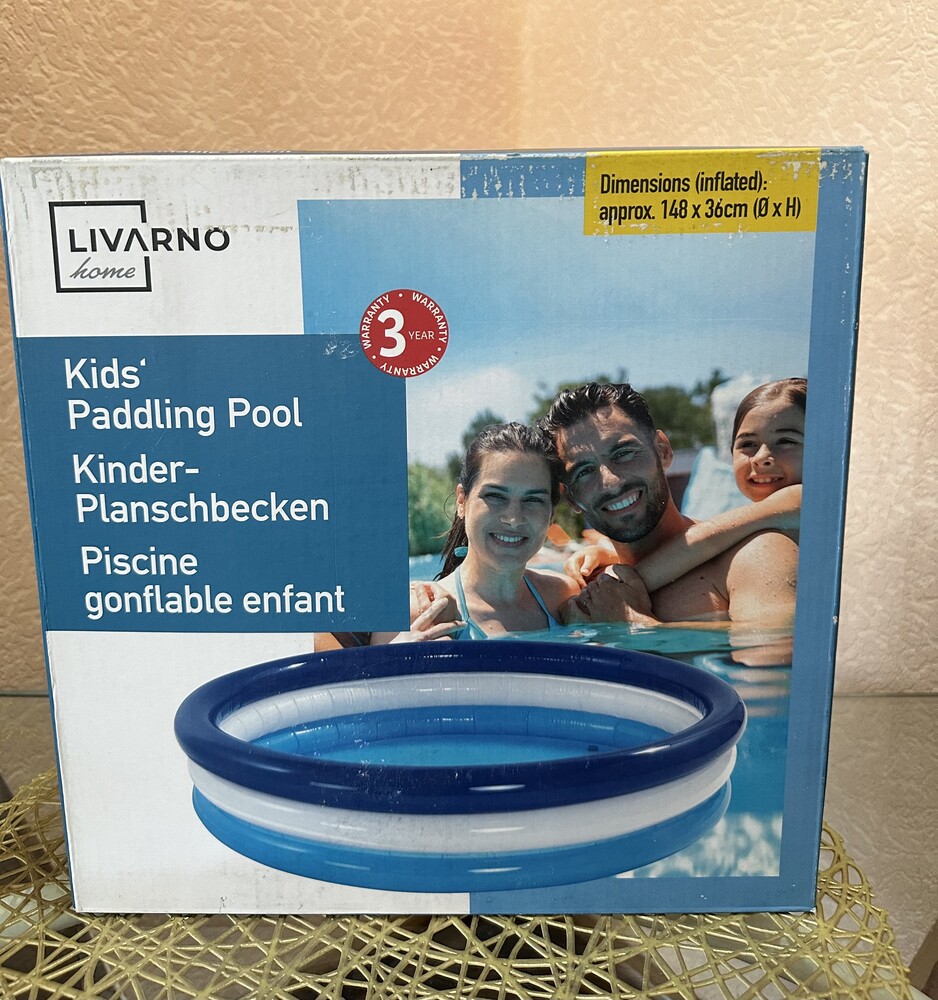 LIVARNO
home
Dimensions (inflated):
approx. 148 x 36cm (Ø x H)
WARRANTY • WARRANTY • WARRANTY • WARRANTY •
3 YEAR
Kids‘
Paddling Pool
Kinder-
Planschbecken
Piscine
gonflable enfant